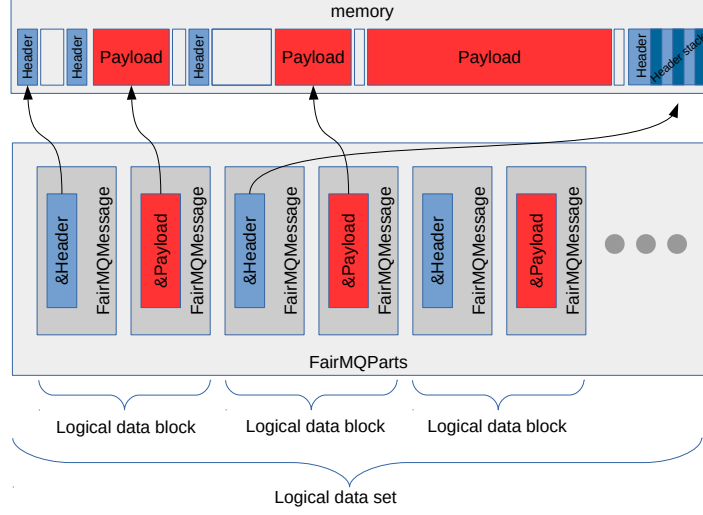 memory
Header
Header
Payload
Header
Payload
Payload
Header
Header stack
&Header
FairMQMessage
&Payload
FairMQMessage
&Header
FairMQMessage
&Payload
FairMQMessage
&Header
FairMQMessage
&Payload
FairMQMessage
FairMQParts
Logical data block
Logical data block
Logical data block
Logical data set